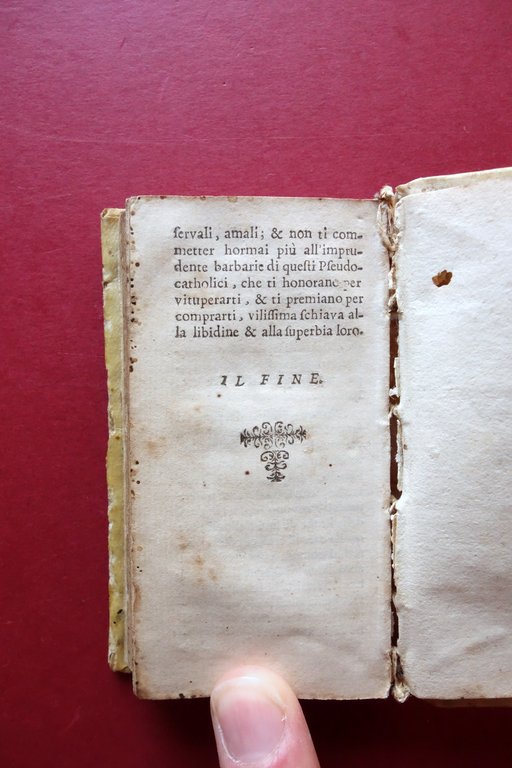 ſervali, amali; & non ti com-
metter hormai più all'impru-
dente barbarie di queſti Pſeudo-
catholici, che ti honorano per
vituperarti, & ti premiano per
comprarti, viliſſima ſchiava al-
la libidine & alla ſuperbia loro.
IL FINE.